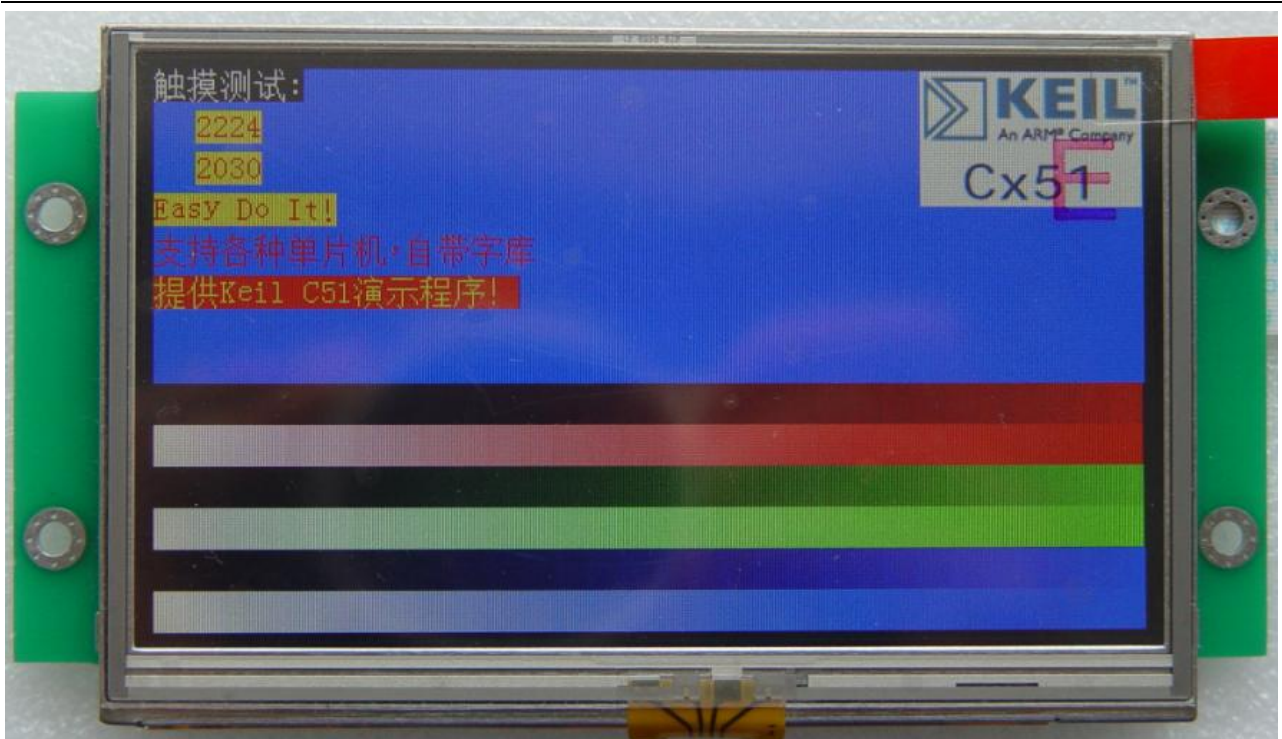 触摸测试:
2224
2030
Easy Do It!
支持各种单片机,自带字库
提供Keil C51演示程序!
KEIL™
An ARM® Company
Cx51
E